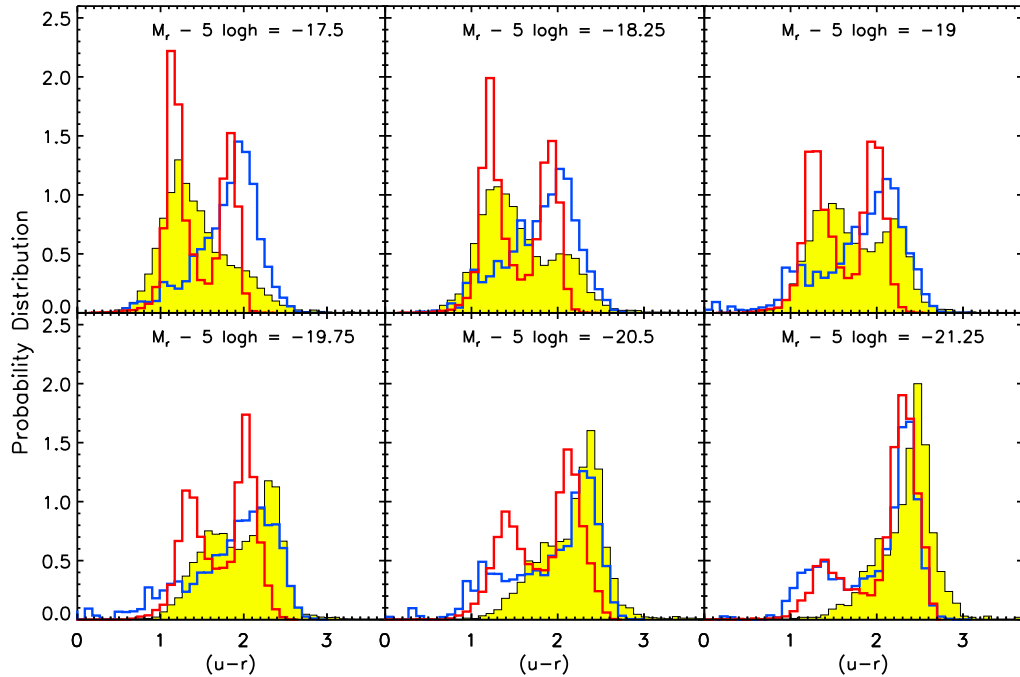 M_r - 5 logh = -17.5
M_r - 5 logh = -18.25
M_r - 5 logh = -19
2.5
2.0
1.5
1.0
0.5
0.0
M_r - 5 logh = -19.75
M_r - 5 logh = -20.5
M_r - 5 logh = -21.25
2.5
2.0
1.5
1.0
0.5
0.0
Probability Distribution
0 1 2 3 0 1 2 3 0 1 2 3
(u-r) (u-r) (u-r)